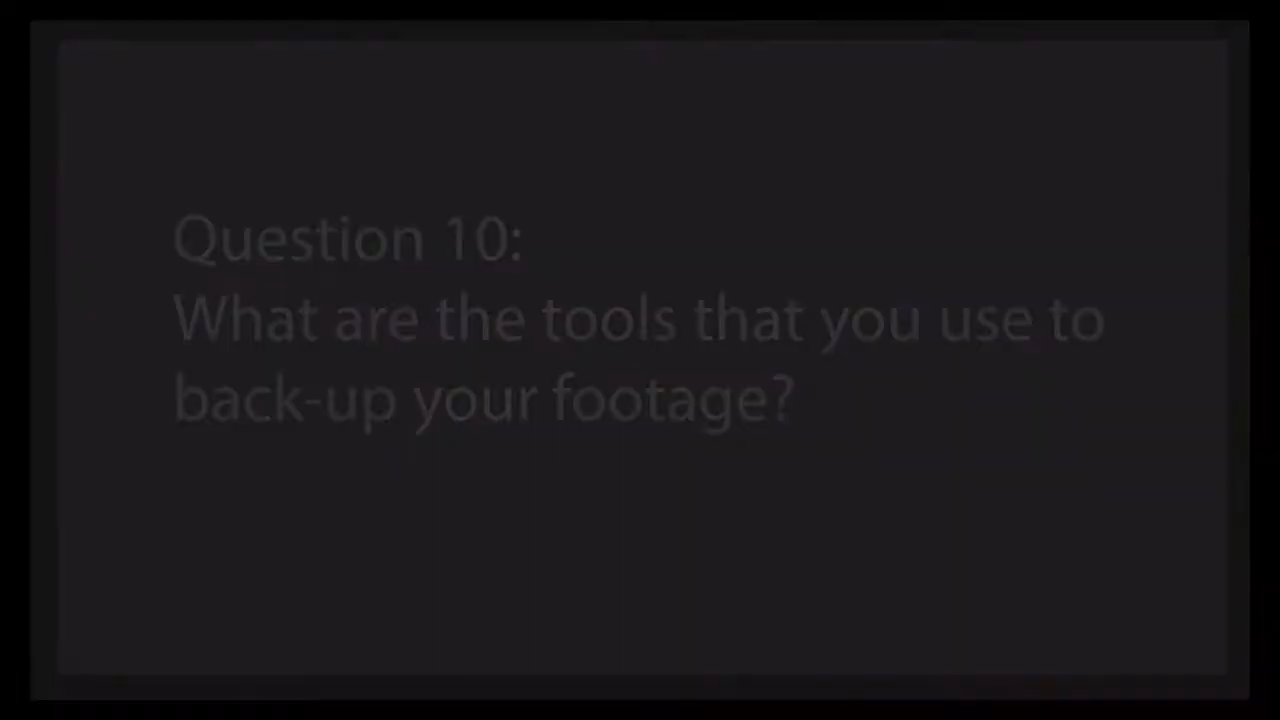 Question 10:
What are the tools that you use to
back-up your footage?